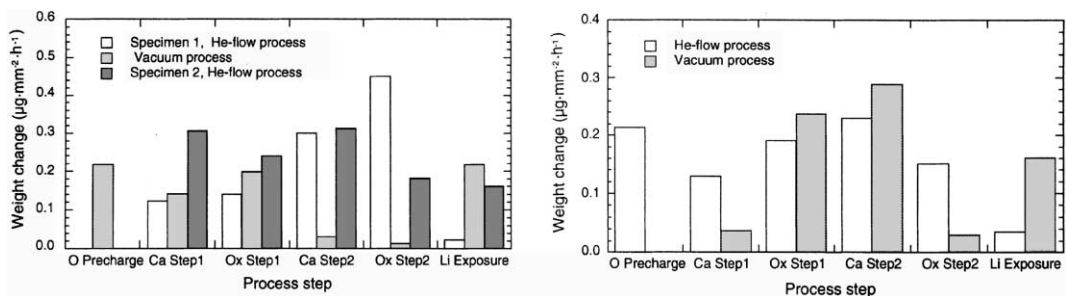 Weight change (μg·mm⁻²·h⁻¹)
0.6
0.4
0.3
0.2
0.1
0.0
Specimen 1, He-flow process
Vacuum process
Specimen 2, He-flow process
O Precharge Ca Step1 Ox Step1 Ca Step2 Ox Step2 Li Exposure
Process step
Weight change (μg·mm⁻²·h⁻¹)
0.4
0.3
0.2
0.1
0.0
He-flow process
Vacuum process
O Precharge Ca Step1 Ox Step1 Ca Step2 Ox Step2 Li Exposure
Process step